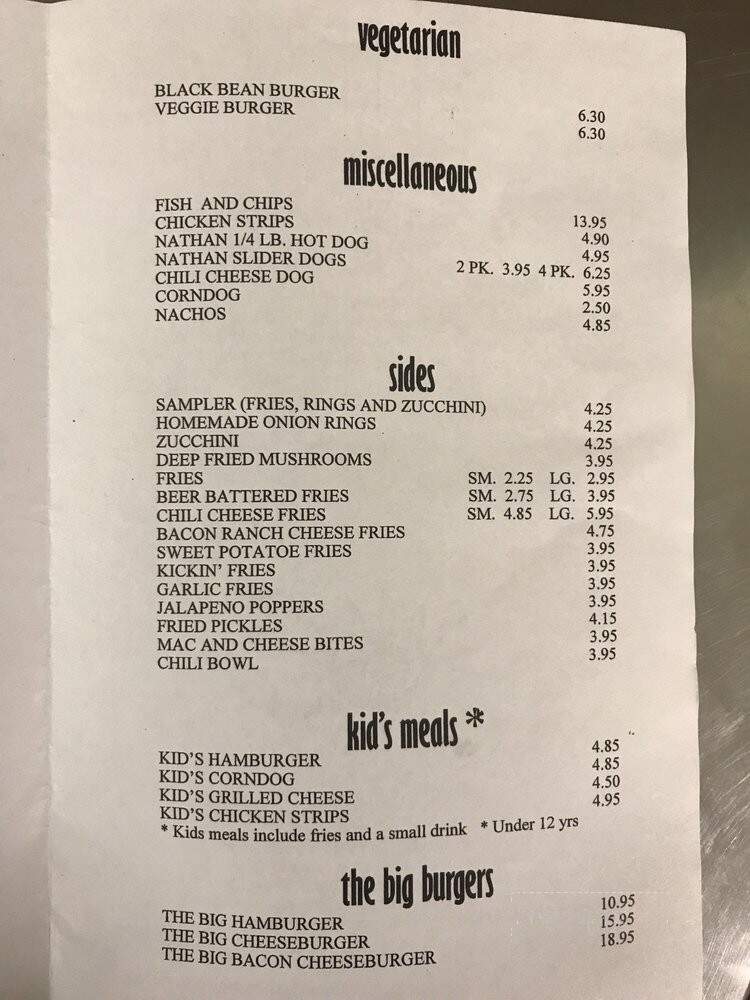 vegetarian
BLACK BEAN BURGER 6.30
VEGGIE BURGER 6.30
miscellaneous
FISH AND CHIPS 13.95
CHICKEN STRIPS 4.90
NATHAN 1/4 LB. HOT DOG 4.95
NATHAN SLIDER DOGS 2 PK. 3.95 4 PK. 6.25
CHILI CHEESE DOG 5.95
CORNDOG 2.50
NACHOS 4.85
sides
SAMPLER (FRIES, RINGS AND ZUCCHINI) 4.25
HOMEMADE ONION RINGS 4.25
ZUCCHINI 4.25
DEEP FRIED MUSHROOMS 3.95
FRIES SM. 2.25 LG. 2.95
BEER BATTERED FRIES SM. 2.75 LG. 3.95
CHILI CHEESE FRIES SM. 4.85 LG. 5.95
BACON RANCH CHEESE FRIES 4.75
SWEET POTATOE FRIES 3.95
KICKIN' FRIES 3.95
GARLIC FRIES 3.95
JALAPENO POPPERS 3.95
FRIED PICKLES 4.15
MAC AND CHEESE BITES 3.95
CHILI BOWL 3.95
kid's meals *
KID'S HAMBURGER 4.85
KID'S CORNDOG 4.85
KID'S GRILLED CHEESE 4.50
KID'S CHICKEN STRIPS 4.95
* Kids meals include fries and a small drink * Under 12 yrs
the big burgers
THE BIG HAMBURGER 10.95
THE BIG CHEESEBURGER 15.95
THE BIG BACON CHEESEBURGER 18.95